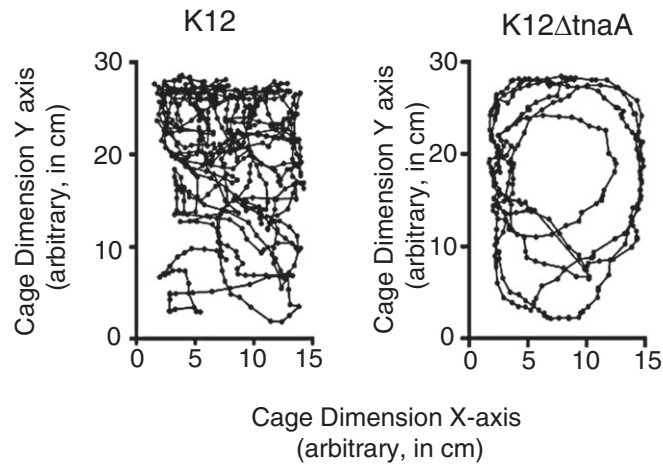 K12
K12ΔtnaA
Cage Dimension Y axis
(arbitrary, in cm)
30
20
10
0
0 5 10 15
Cage Dimension Y axis
(arbitrary, in cm)
30
20
10
0
0 5 10 15
Cage Dimension X-axis
(arbitrary, in cm)